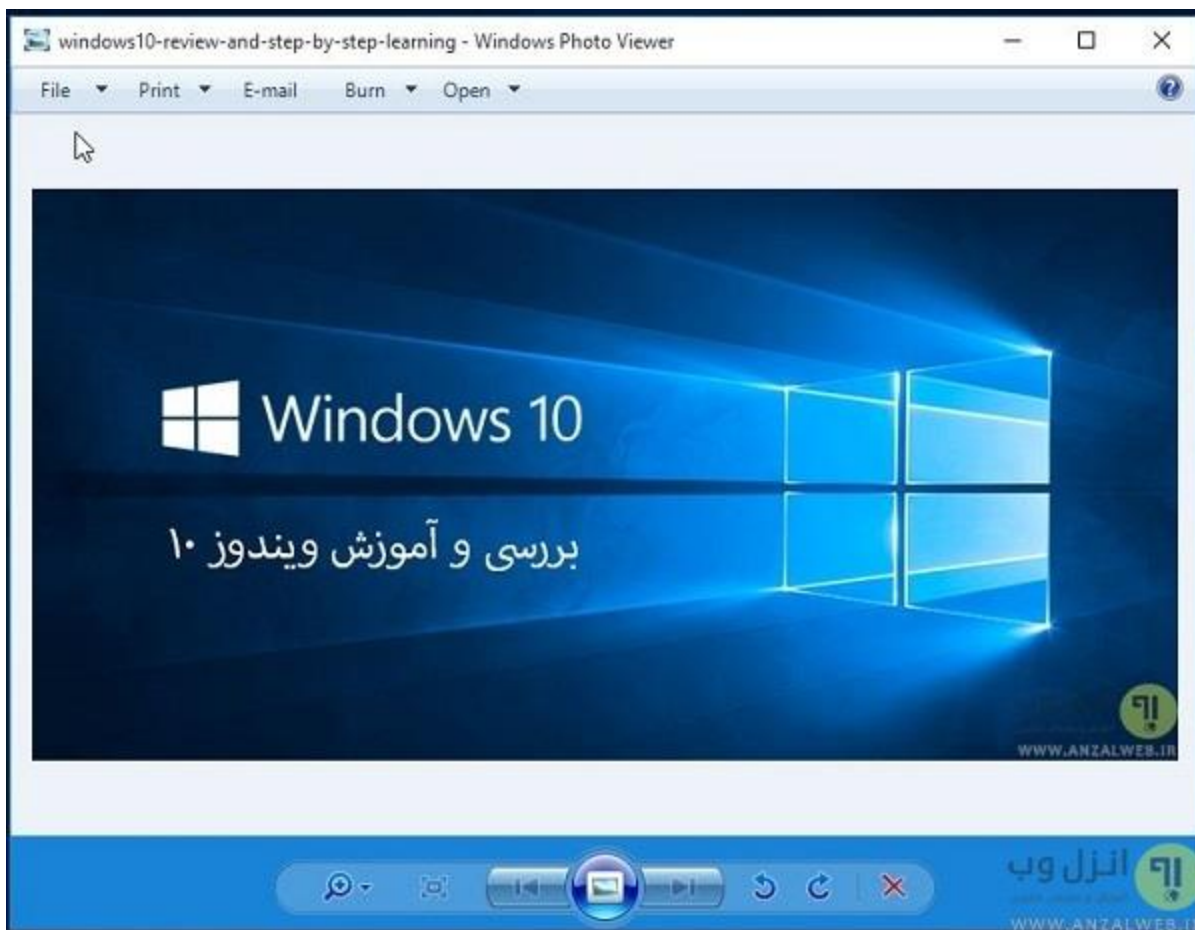 windows10-review-and-step-by-step-learning - Windows Photo Viewer
File Print E-mail Burn Open
Windows 10
بررسی و آموزش ویندوز ۱۰
WWW.ANZALWEB.IR
انزل وب
WWW.ANZALWEB.IR